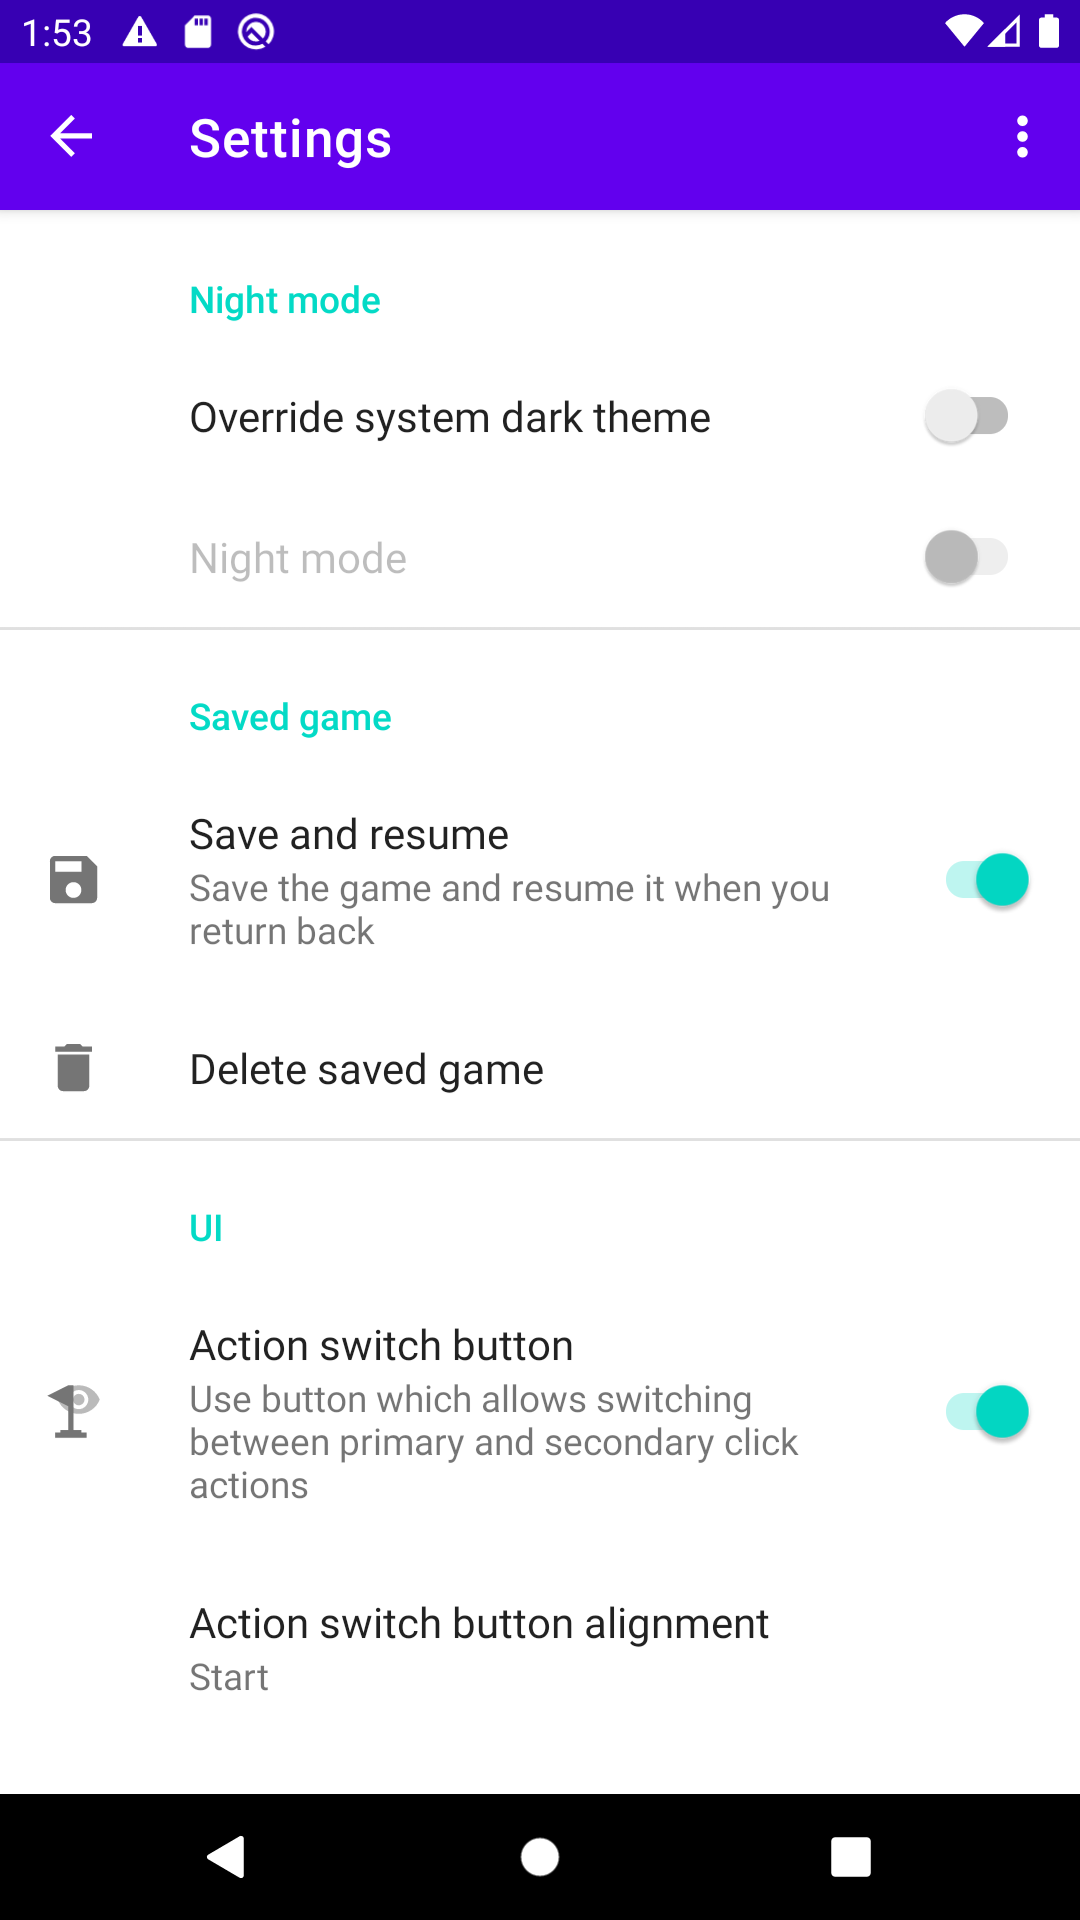 1:53
Settings
Night mode
Override system dark theme
Night mode
Saved game
Save and resume
Save the game and resume it when you
return back
Delete saved game
UI
Action switch button
Use button which allows switching
between primary and secondary click
actions
Action switch button alignment
Start